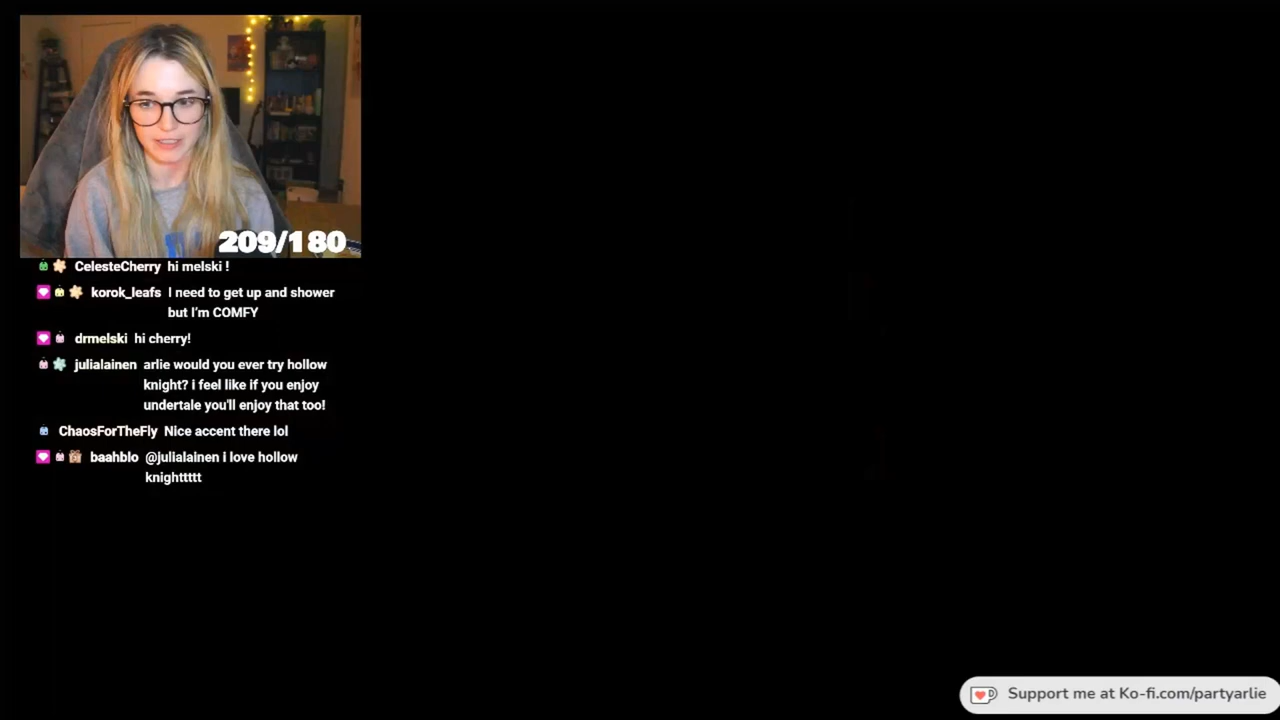 209/180
CelesteCherry hi melski !
korok_leafs I need to get up and shower
but I'm COMFY
drmelski hi cherry!
julialainen arlie would you ever try hollow
knight? i feel like if you enjoy
undertale you'll enjoy that too!
ChaosForTheFly Nice accent there lol
baahblo @julialainen i love hollow
knighttttt
Support me at Ko-fi.com/partyarlie